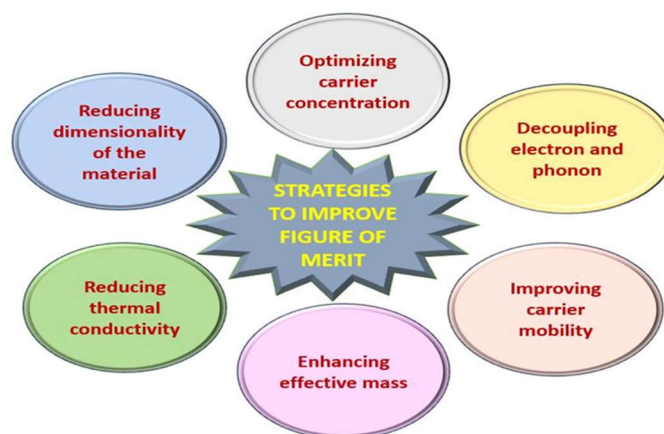 Optimizing
carrier
concentration
Reducing
dimensionality
of the
material
Decoupling
electron and
phonon
STRATEGIES
TO IMPROVE
FIGURE OF
MERIT
Reducing
thermal
conductivity
Improving
carrier
mobility
Enhancing
effective mass